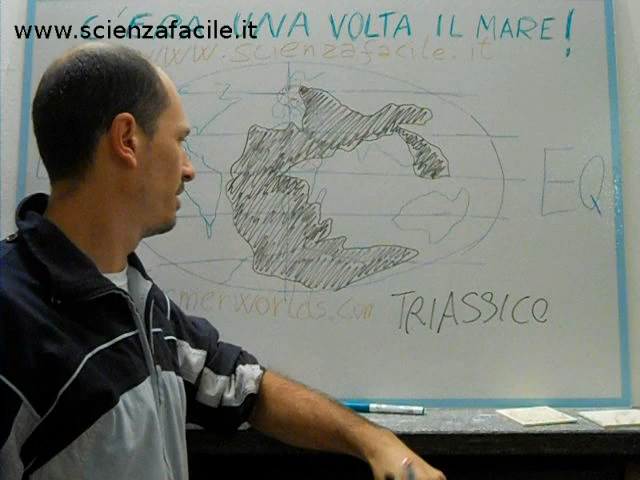 www.scienzafacile.it
C'ERA UNA VOLTA IL MARE!
www.scienzafacile.it
EQ
merworlds.com
TRIASSICO